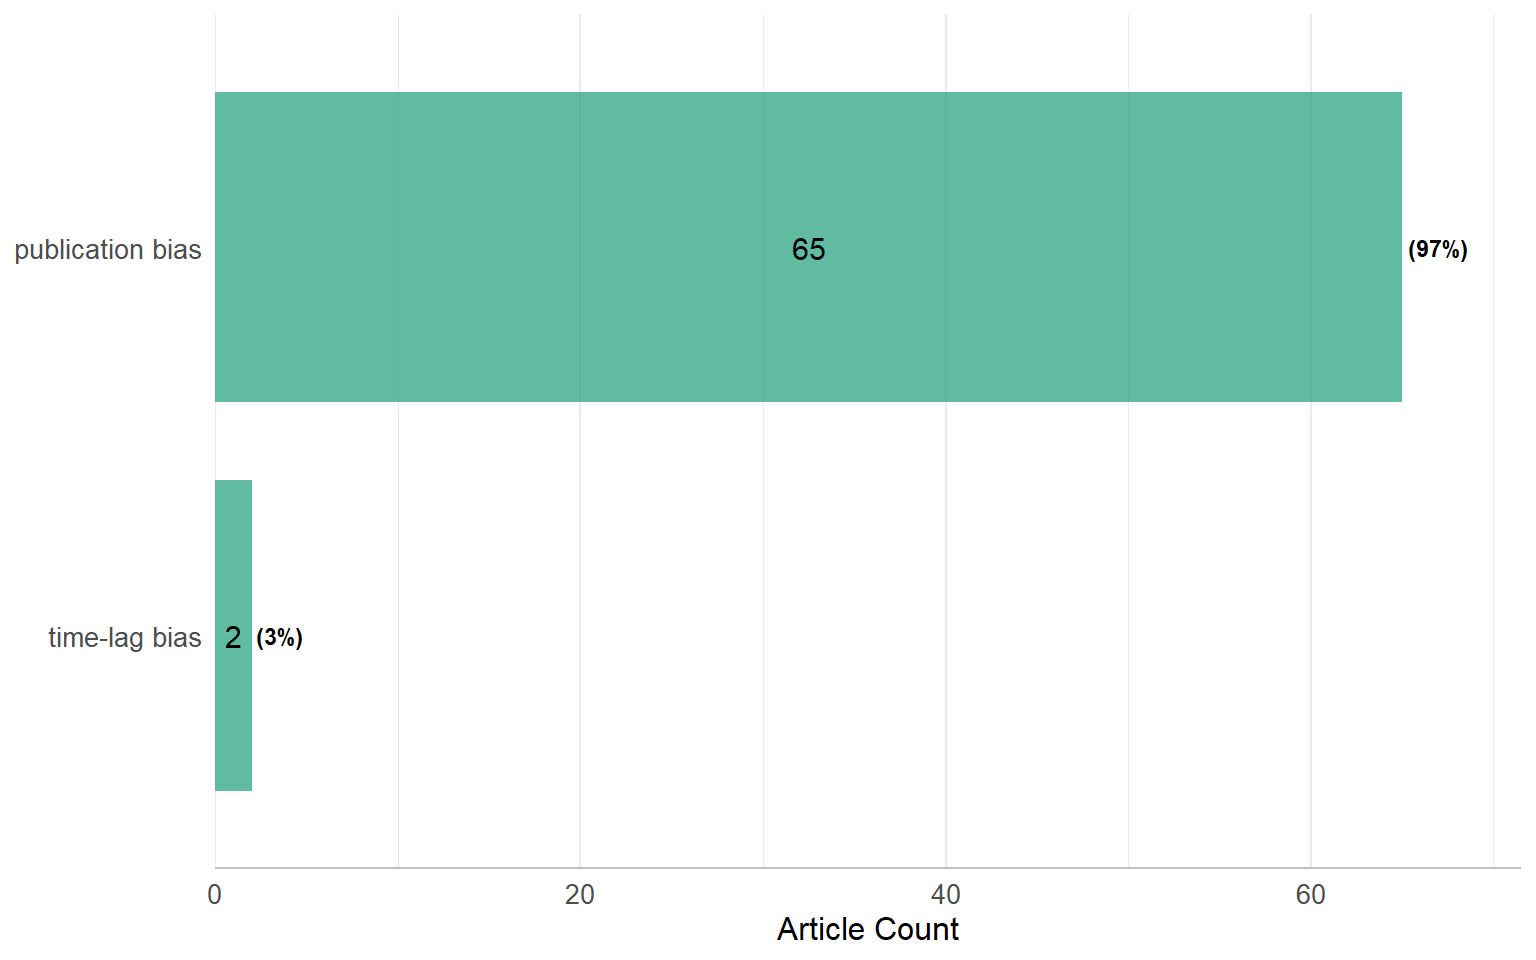 publication bias
65
(97%)
time-lag bias
2
(3%)
0
20
40
60
Article Count